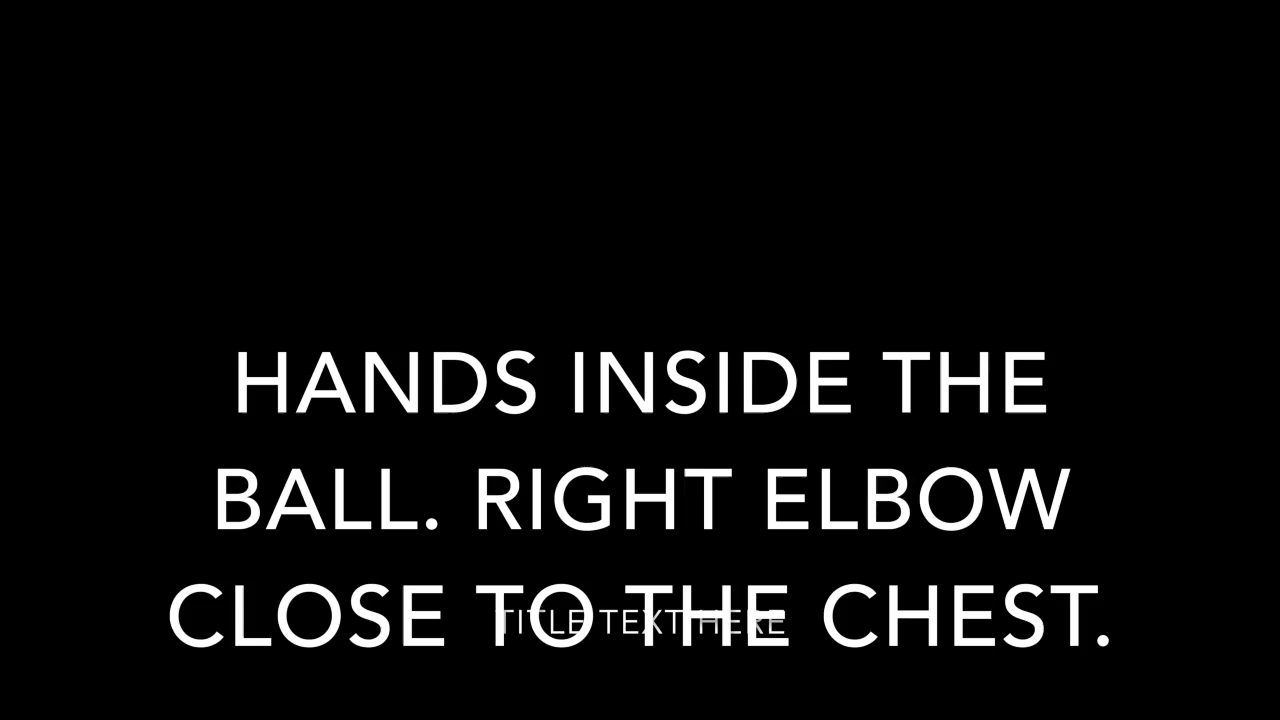 HANDS INSIDE THE
BALL. RIGHT ELBOW
CLOSE TO THE CHEST.
TITLE TEXT HERE